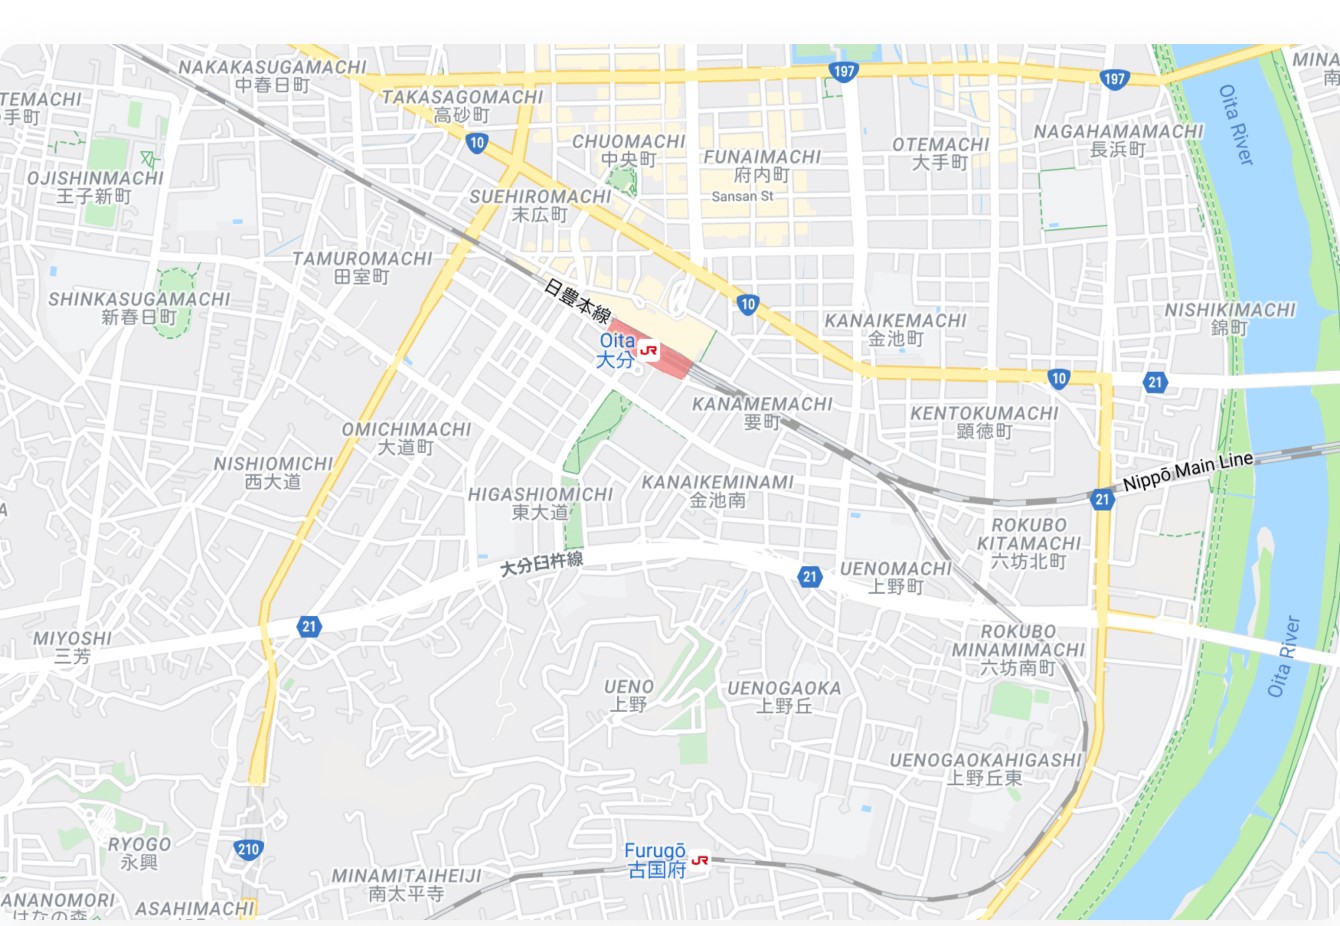 NAKAKASUGAMACHI
中春日町
TEMACHI
手町
TAKASAGOMACHI
高砂町
197
197
10
CHUOMACHI
中央町
FUNAIMACHI
府内町
Sansan St
OTEMACHI
大手町
NAGAHAMAMACHI
長浜町
Oita River
MINA
南
OJISHINMACHI
王子新町
SUEHIROMACHI
末広町
TAMUROMACHI
田室町
SHINKASUGAMACHI
新春日町
日豊本線
10
Oita
大分
JR
KANAIKEMACHI
金池町
NISHIKIMACHI
錦町
10
21
KANAMEMACHI
要町
KENTOKUMACHI
顕徳町
OMICHIMACHI
大道町
NISHIOMICHI
西大道
HIGASHIOMICHI
東大道
KANAIKEMINAMI
金池南
Nippō Main Line
21
ROKUBO
KITAMACHI
六坊北町
大分臼杵線
21
UENOMACHI
上野町
21
MIYOSHI
三芳
ROKUBO
MINAMIMACHI
六坊南町
Oita River
UENO
上野
UENOGAOKA
上野丘
UENOGAOKAHIGASHI
上野丘東
RYOGO
永興
210
Furugō
古国府
JR
MINAMITAIHEIJI
南太平寺
ANANOMORI
はなの森
ASAHIMACHI